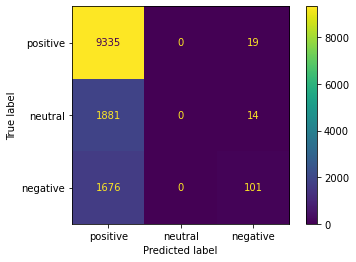 positive 9335 0 19
neutral 1881 0 14
negative 1676 0 101
positive neutral negative
Predicted label
True label
8000
6000
4000
2000
0